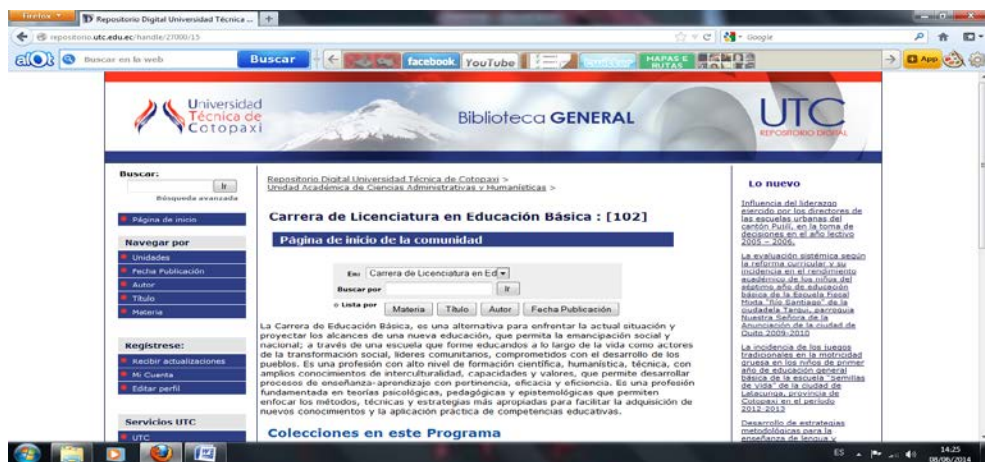 Firefox
Repositorio Digital Universidad Técnica ...
repositorio.utc.edu.ec/handle/27000/15
Google
Buscar en la web
Buscar
facebook
YouTube
MAPAS E
RUTAS
App
Universidad
Técnica de
Cotopaxi
Biblioteca GENERAL
UTC
REPOSITORIO DIGITAL
Buscar:
Ir
Búsqueda avanzada
Página de inicio
Navegar por
Unidades
Fecha Publicación
Autor
Título
Materia
Regístrese:
Recibir actualizaciones
Mi Cuenta
Editar perfil
Servicios UTC
UTC
Repositorio Digital Universidad Técnica de Cotopaxi >
Unidad Académica de Ciencias Administrativas y Humanísticas >
Carrera de Licenciatura en Educación Básica : [102]
Página de inicio de la comunidad
En: Carrera de Licenciatura en Ed
Buscar por Ir
o Lista por Materia Título Autor Fecha Publicación
La Carrera de Educación Básica, es una alternativa para enfrentar la actual situación y
proyectar los alcances de una nueva educación, que permita la emancipación social y
nacional; a través de una escuela que forme educandos a lo largo de la vida como actores
de la transformación social, líderes comunitarios, comprometidos con el desarrollo de los
pueblos. Es una profesión con alto nivel de formación científica, humanística, técnica, con
amplios conocimientos de interculturalidad, capacidades y valores, que permite desarrollar
procesos de enseñanza-aprendizaje con pertinencia, eficacia y eficiencia. Es una profesión
fundamentada en teorías psicológicas, pedagógicas y epistemológicas que permiten
enfocar los métodos, técnicas y estrategias más apropiadas para facilitar la adquisición de
nuevos conocimientos y la aplicación práctica de competencias educativas.
Colecciones en este Programa
Lo nuevo
Influencia del liderazgo
ejercido por los directores de
las escuelas urbanas del
cantón Pujilí, en la toma de
decisiones en el año lectivo
2005 – 2006.
La evaluación sistémica según
la reforma curricular y su
incidencia en el rendimiento
académico de los niños del
séptimo año de educación
básica de la Escuela Fiscal
Mixta "Río Santiago" de la
ciudadela Tarqui, parroquia
Nuestra Señora de la
Anunciación de la ciudad de
Quito 2009-2010
La incidencia de los juegos
tradicionales en la motricidad
gruesa en los niños de primer
año de educación general
básica de la escuela "semillas
de vida" de la ciudad de
Latacunga, provincia de
Cotopaxi en el período
2012-2013
Desarrollo de estrategias
metodológicas para la
enseñanza de lengua y
ES
14:25
08/06/2014